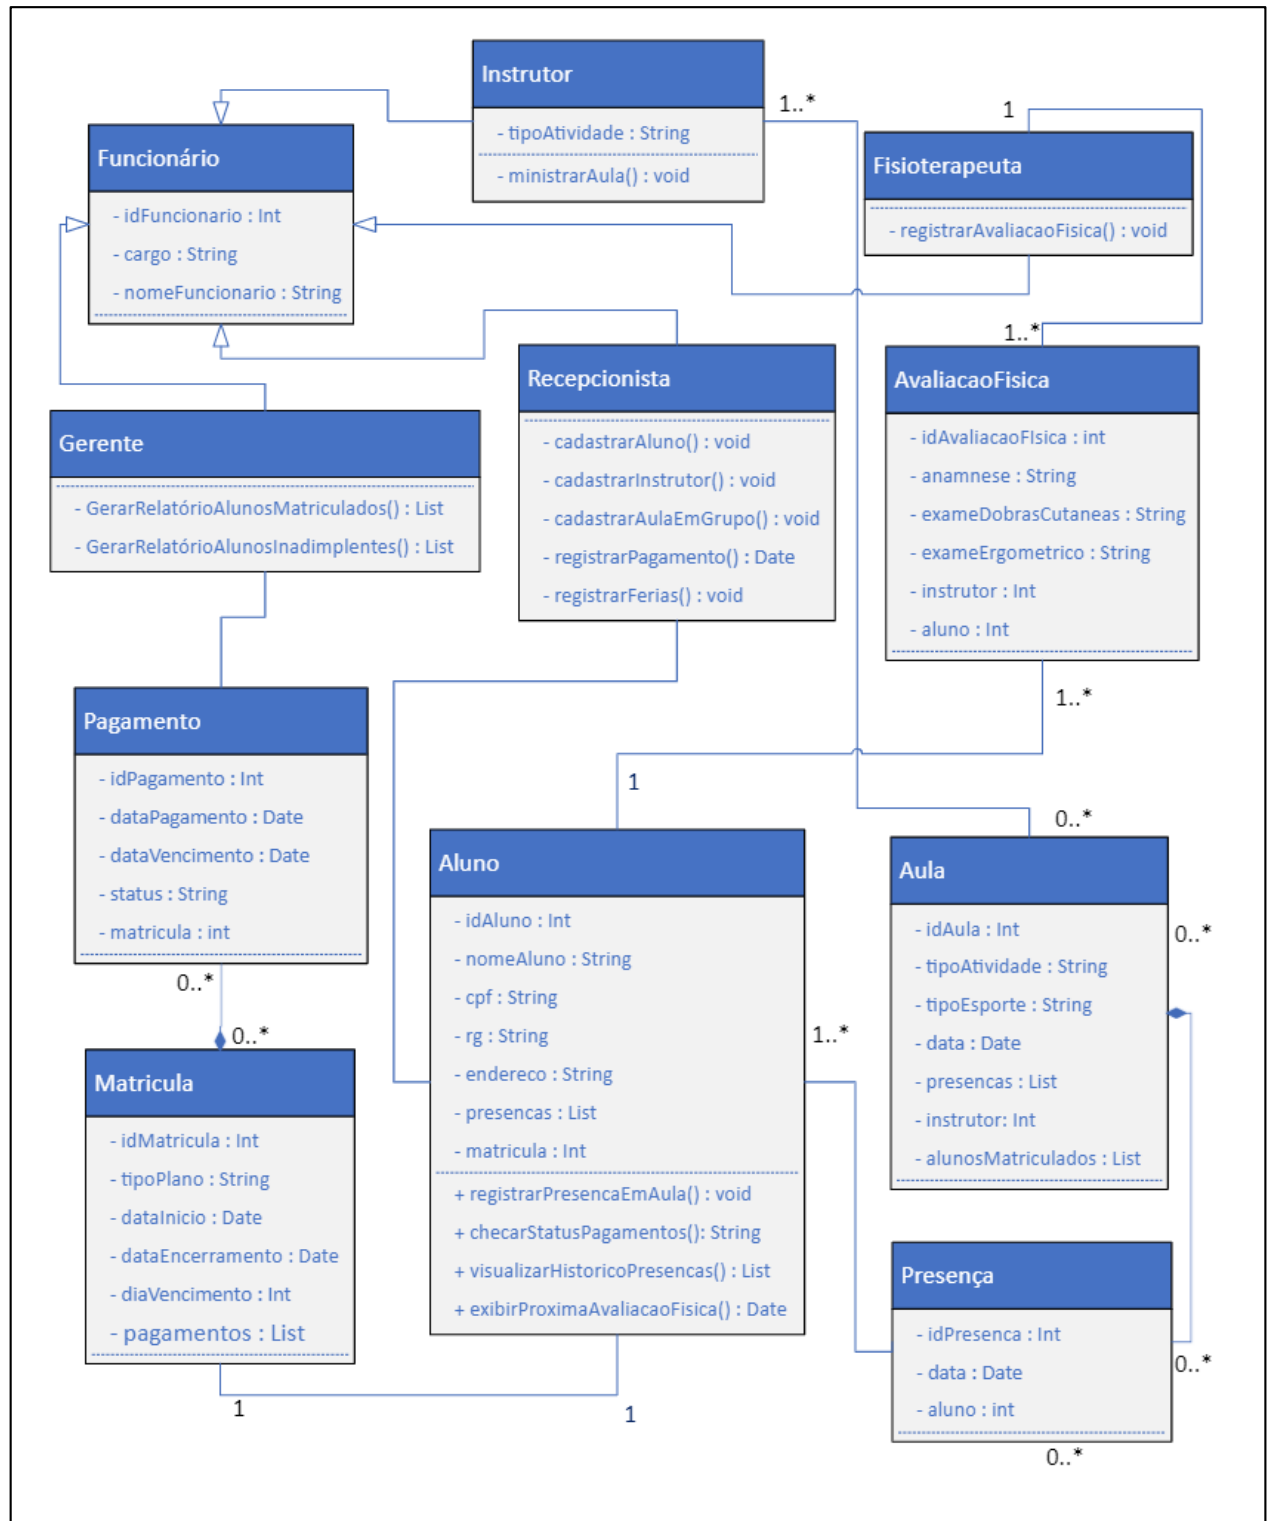 Instrutor
- tipoAtividade : String
- ministrarAula() : void
1..*
1
Funcionário
- idFuncionario : Int
- cargo : String
- nomeFuncionario : String
Fisioterapeuta
- registrarAvaliacaoFisica() : void
1..*
Recepcionista
- cadastrarAluno() : void
- cadastrarInstrutor() : void
- cadastrarAulaEmGrupo() : void
- registrarPagamento() : Date
- registrarFerias() : void
AvaliacaoFisica
- idAvaliacaoFIsica : int
- anamnese : String
- exameDobrasCutaneas : String
- exameErgometrico : String
- instrutor : Int
- aluno : Int
1..*
Gerente
- GerarRelatórioAlunosMatriculados() : List
- GerarRelatórioAlunosInadimplentes() : List
Pagamento
- idPagamento : Int
- dataPagamento : Date
- dataVencimento : Date
- status : String
- matricula : int
0..*
0..*
1
Aluno
- idAluno : Int
- nomeAluno : String
- cpf : String
- rg : String
- endereco : String
- presencas : List
- matricula : Int
+ registrarPresencaEmAula() : void
+ checarStatusPagamentos(): String
+ visualizarHistoricoPresencas() : List
+ exibirProximaAvaliacaoFisica() : Date
1..*
0..*
Aula
- idAula : Int
- tipoAtividade : String
- tipoEsporte : String
- data : Date
- presencas : List
- instrutor: Int
- alunosMatriculados : List
0..*
Matricula
- idMatricula : Int
- tipoPlano : String
- dataInicio : Date
- dataEncerramento : Date
- diaVencimento : Int
- pagamentos : List
1
1
Presença
- idPresenca : Int
- data : Date
- aluno : int
0..*
0..*